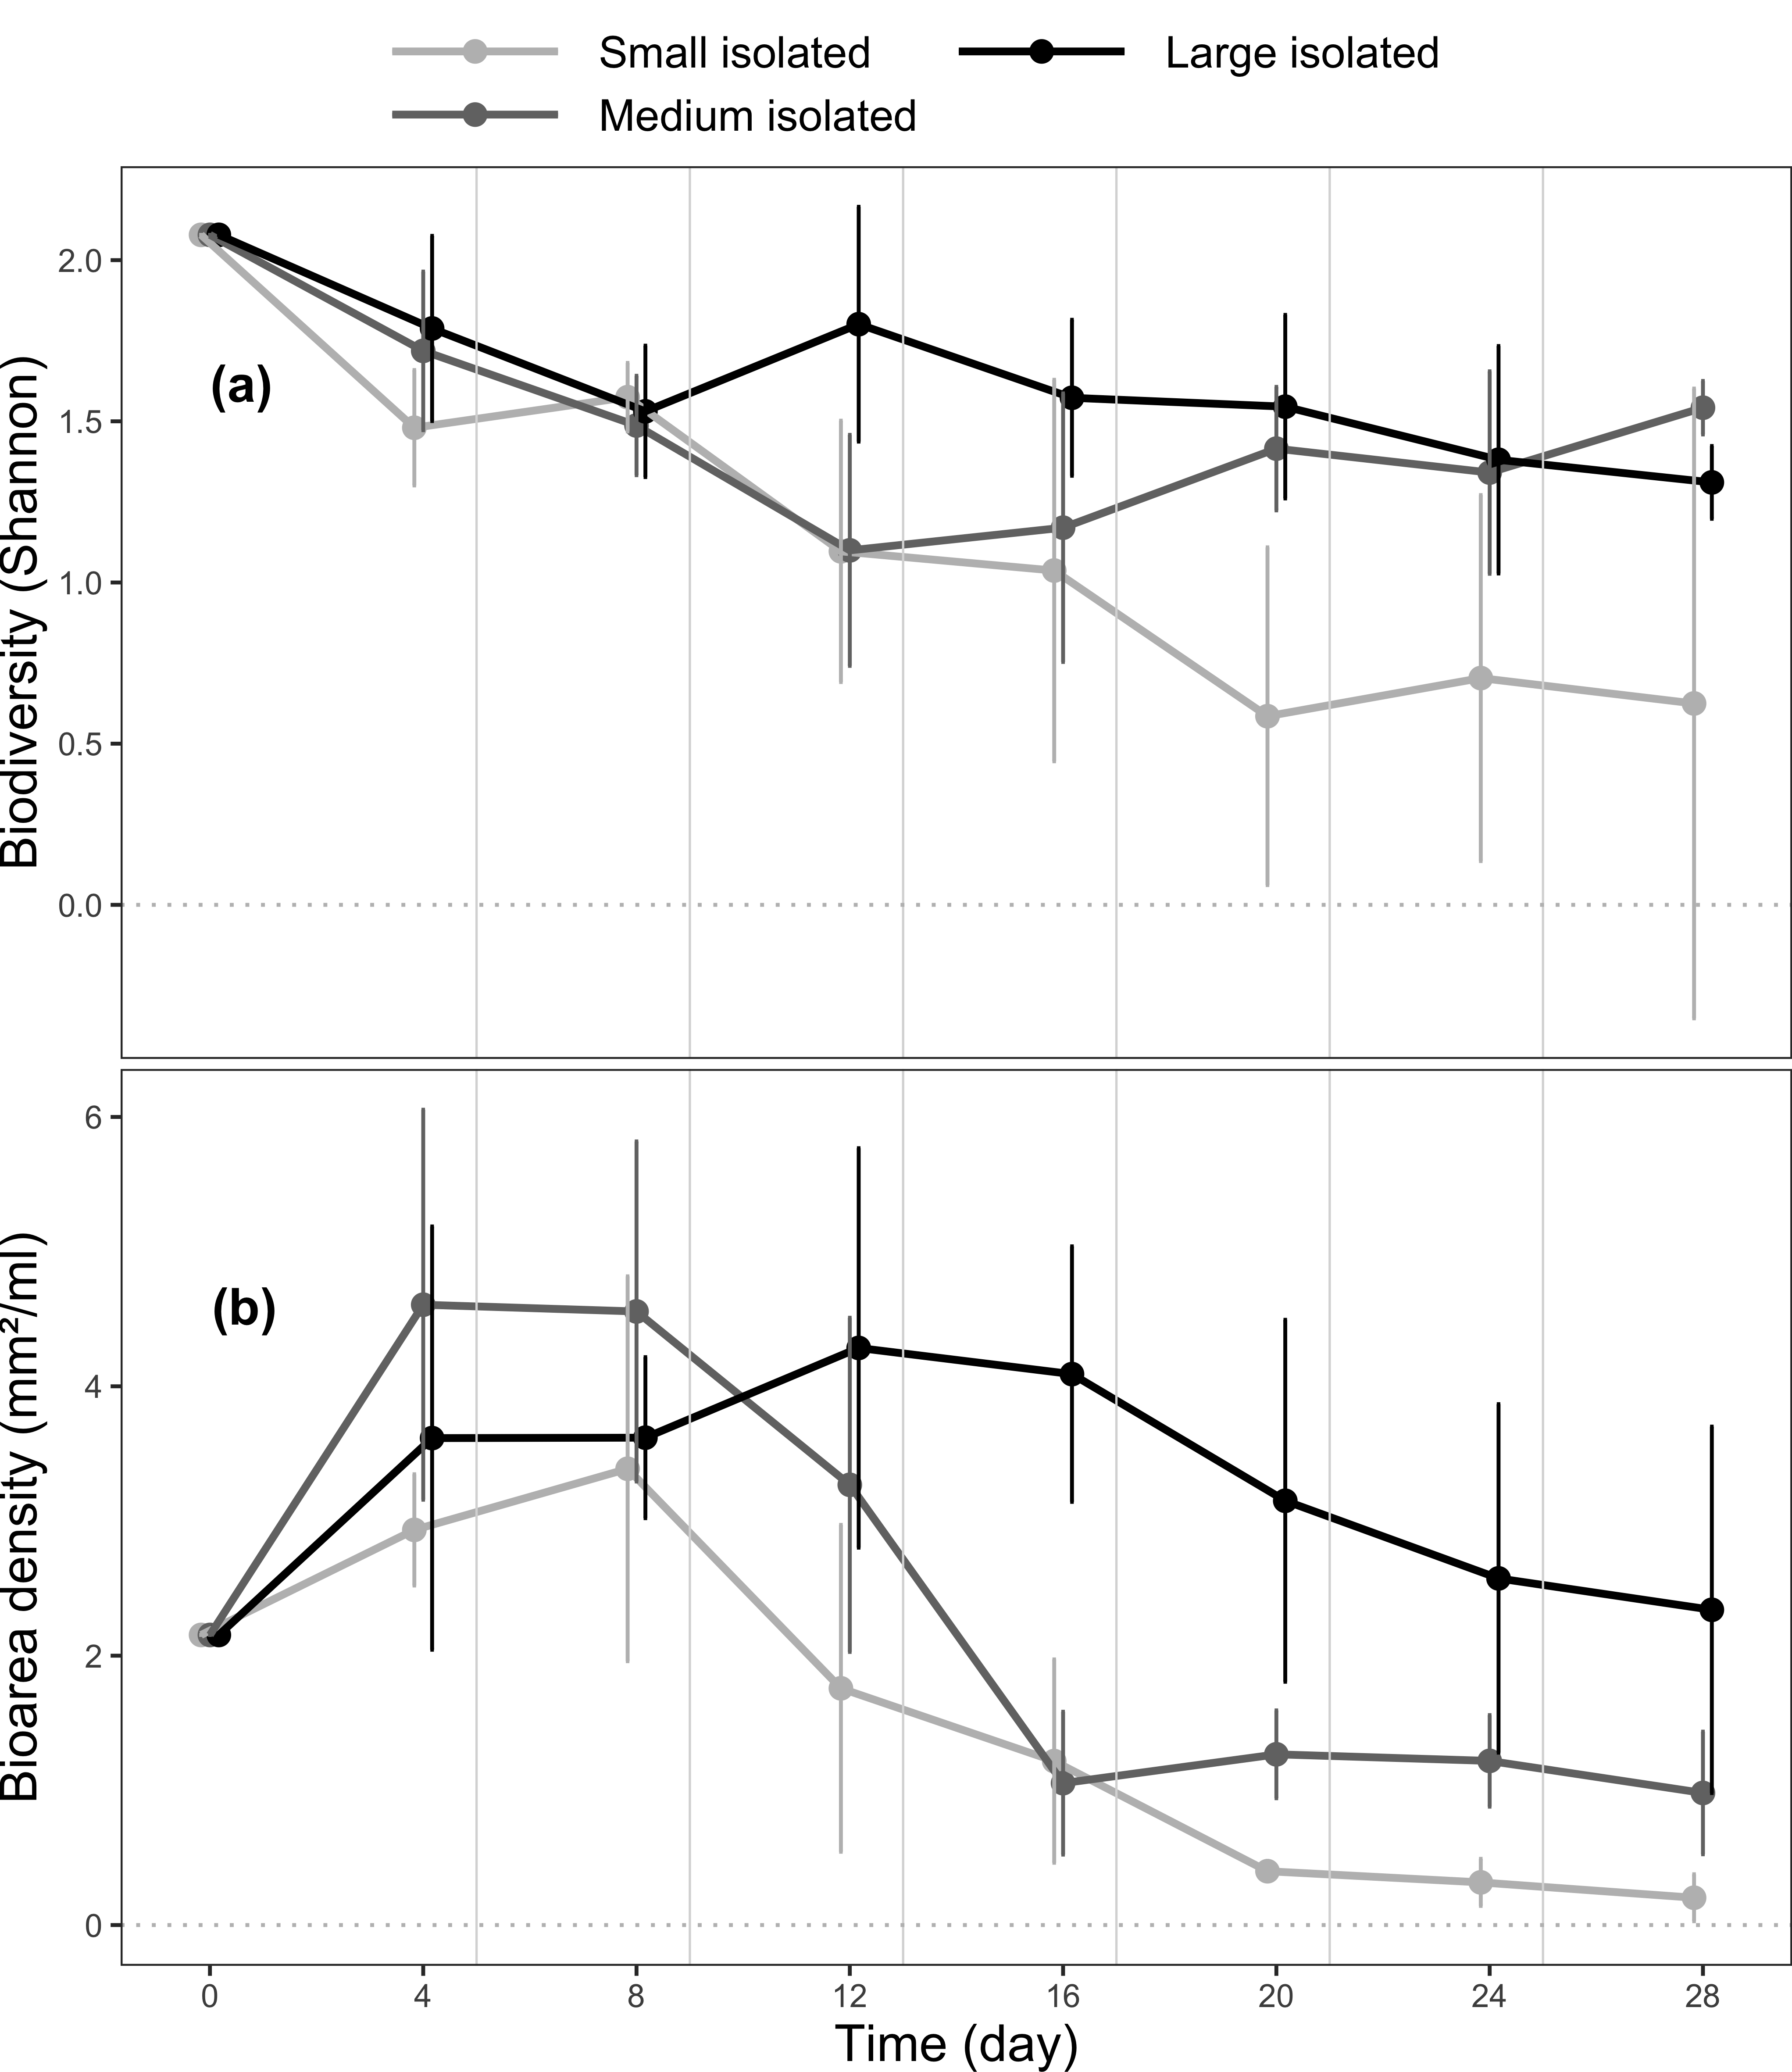 Small isolated
Large isolated
Medium isolated
Biodiversity (Shannon)
2.0
1.5
1.0
0.5
0.0
(a)
Bioarea density (mm²/ml)
6
4
2
0
(b)
0 4 8 12 16 20 24 28
Time (day)